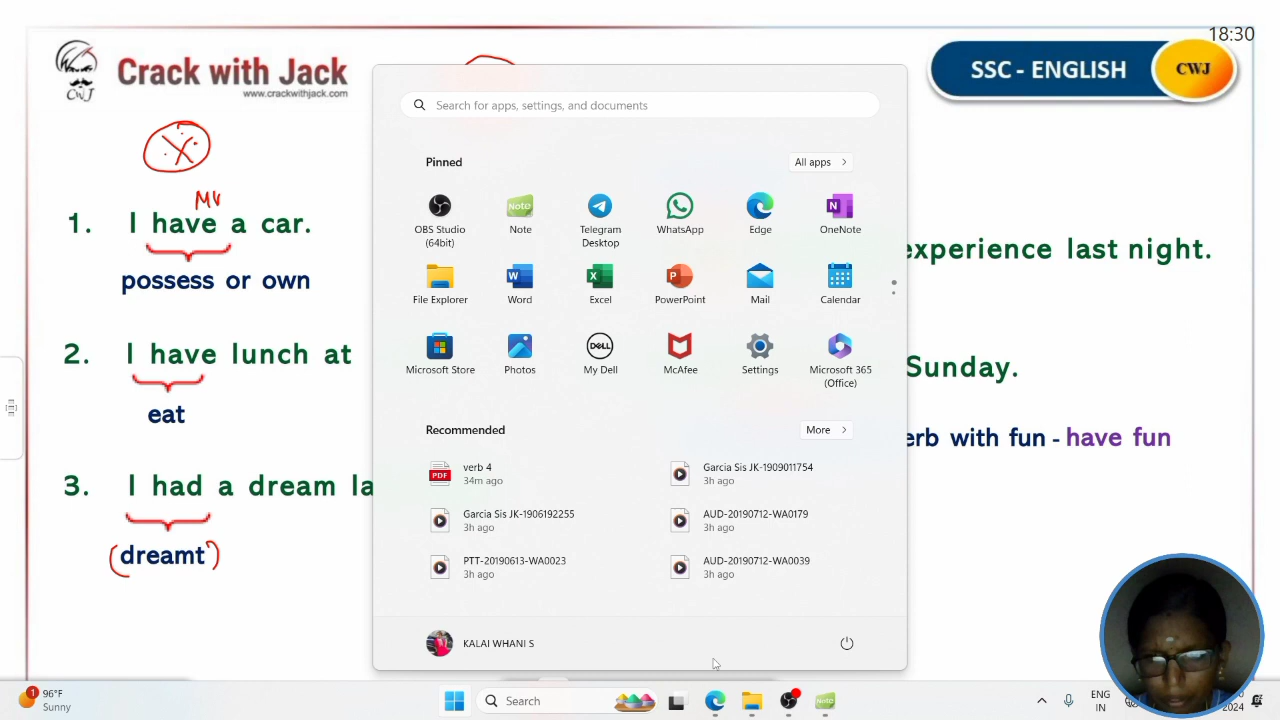 18:30
Crack with Jack
www.crackwithjack.com
CWJ
SSC - ENGLISH
CWJ
MV
1. I have a car.
possess or own
2. I have lunch at
eat
3. I had a dream la
(dreamt)
experience last night.
Sunday.
erb with fun - have fun
Search for apps, settings, and documents
Pinned
All apps
OBS Studio (64bit)
Note
Telegram Desktop
WhatsApp
Edge
OneNote
File Explorer
Word
Excel
PowerPoint
Mail
Calendar
Microsoft Store
Photos
My Dell
McAfee
Settings
Microsoft 365 (Office)
Recommended
More
verb 4
34m ago
Garcia Sis JK-1909011754
3h ago
Garcia Sis JK-1906192255
3h ago
AUD-20190712-WA0179
3h ago
PTT-20190613-WA0023
3h ago
AUD-20190712-WA0039
3h ago
KALAI WHANI S
1
96°F
Sunny
Search
ENG
IN